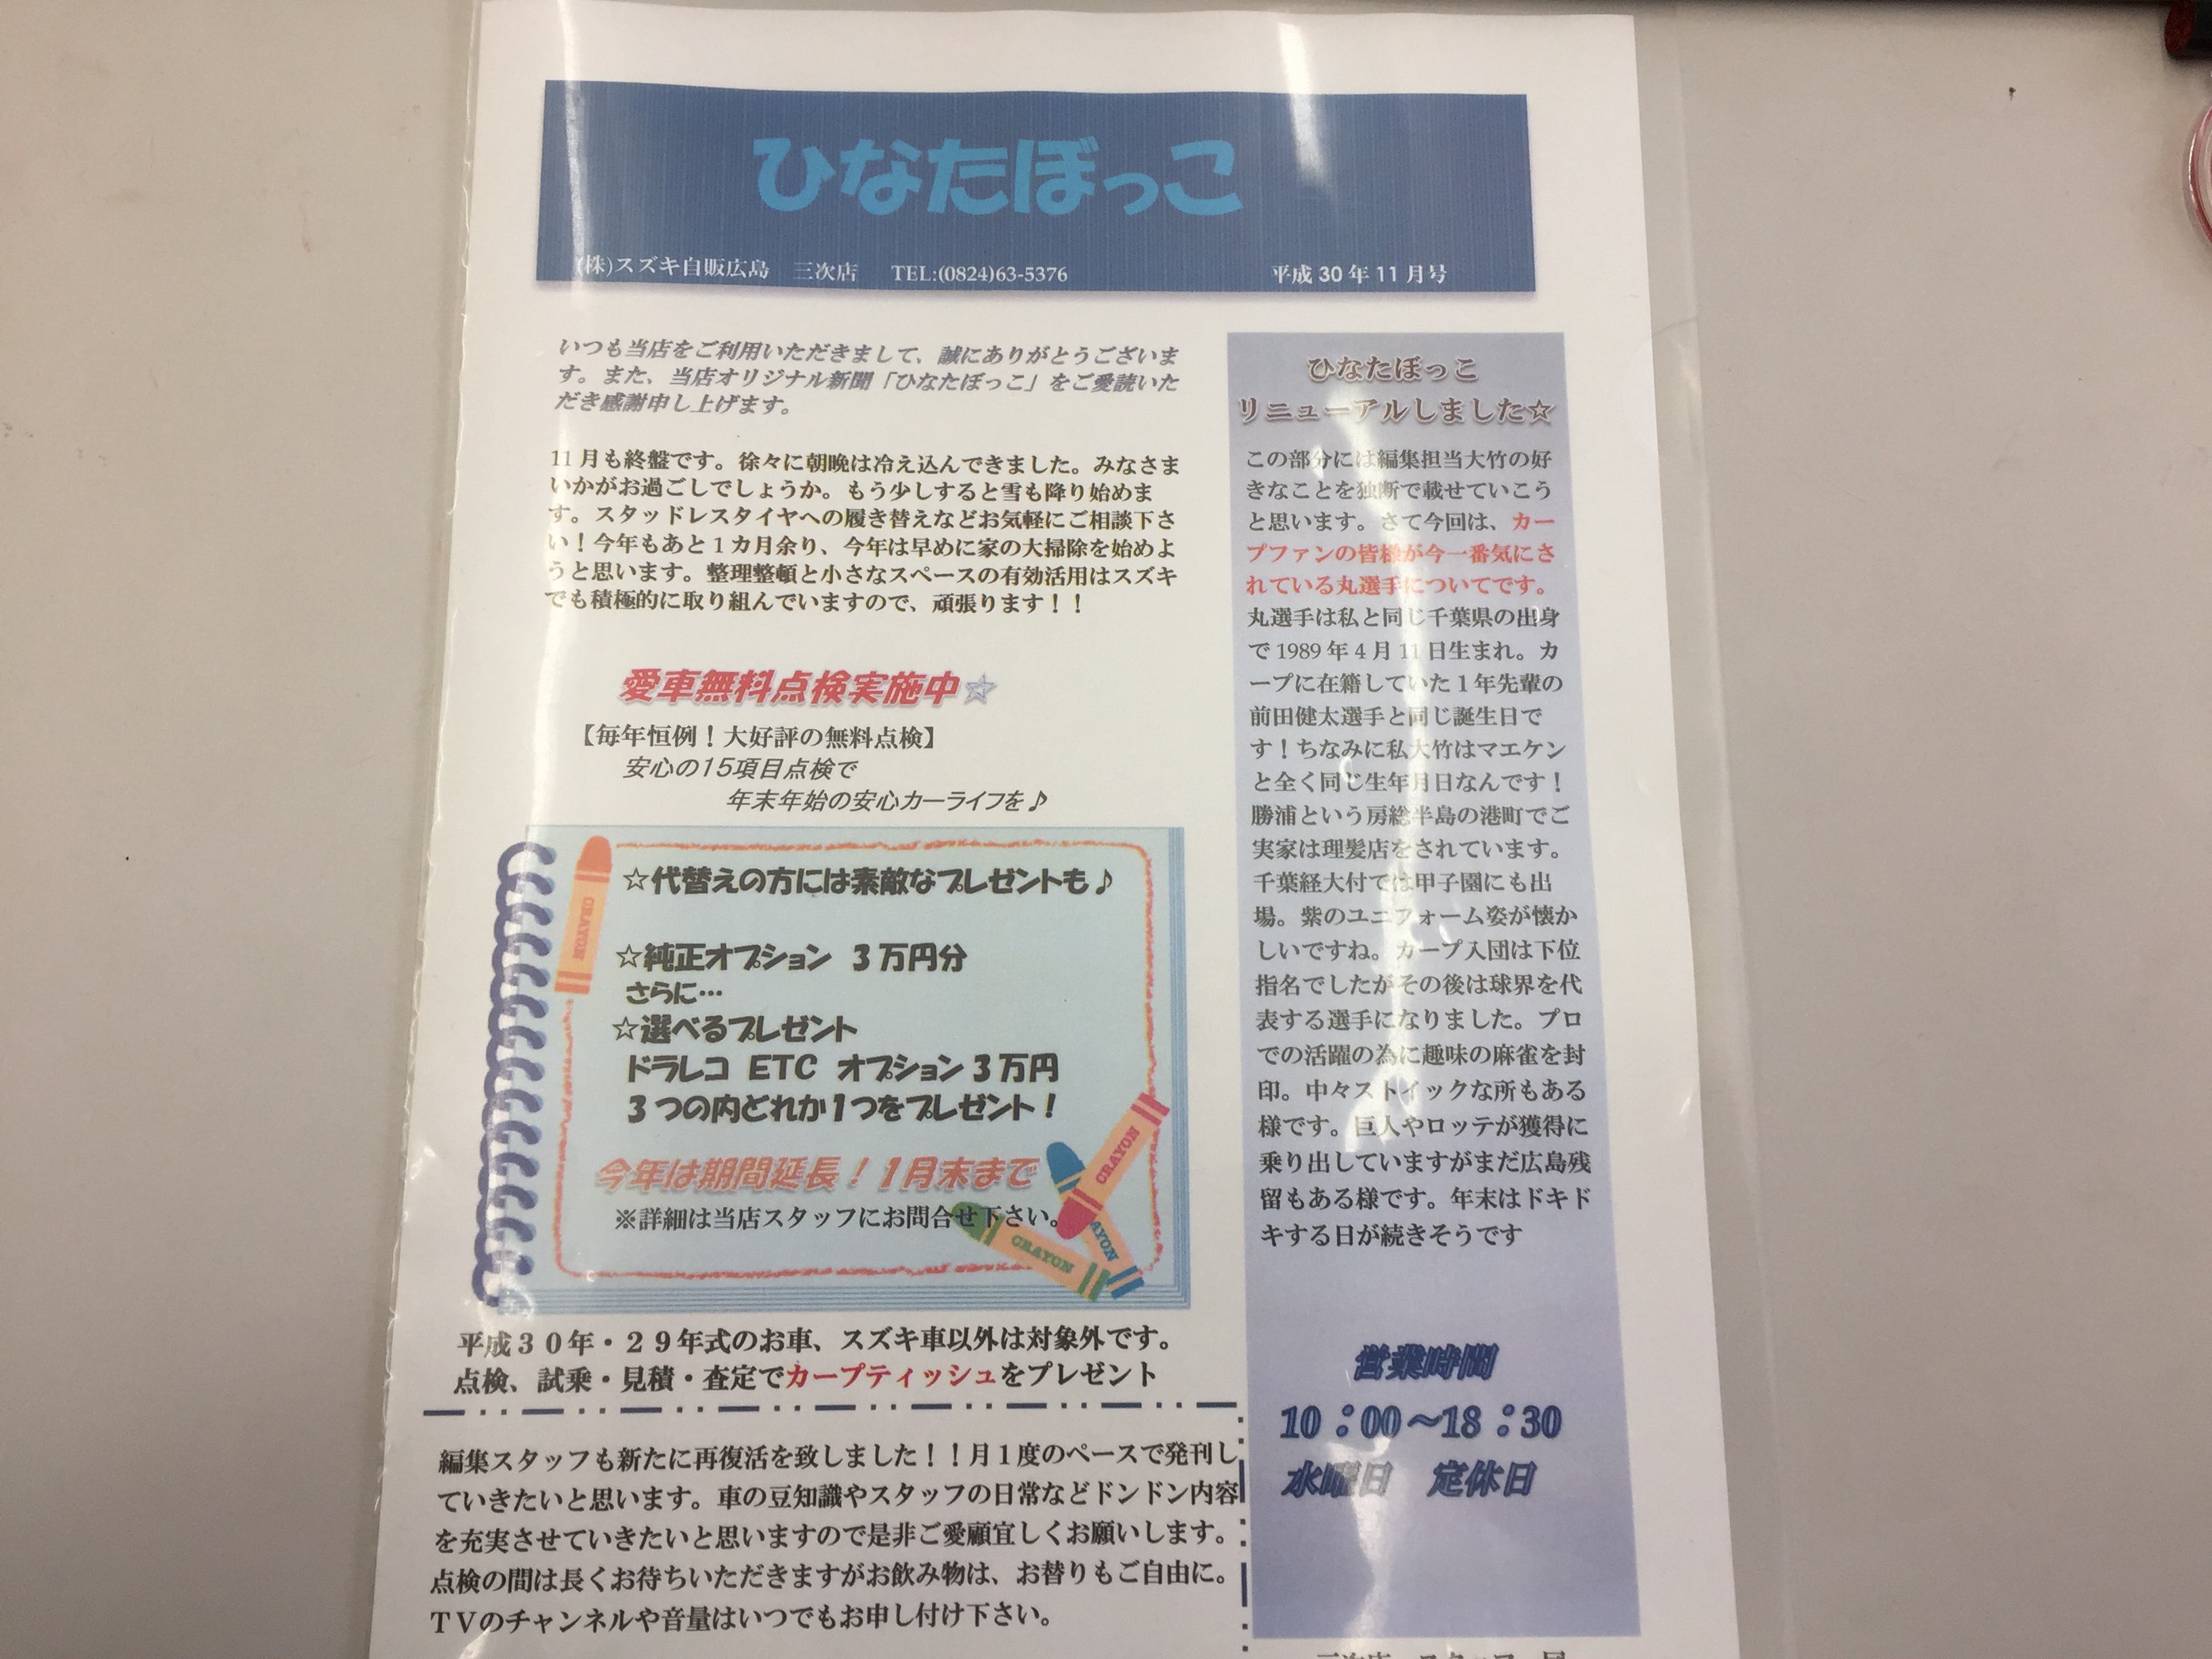 ひなたぼっこ
(株)スズキ自販広島　三次店　TEL:(0824)63-5376　平成30年11月号
いつも当店をご利用いただきまして、誠にありがとうございま
す。また、当店オリジナル新聞「ひなたぼっこ」をご愛読いた
だき感謝申し上げます。
11月も終盤です。徐々に朝晩は冷え込んできました。みなさま
いかがお過ごしでしょうか。もう少しすると雪も降り始めま
す。スタッドレスタイヤへの履き替えなどお気軽にご相談下さ
い！今年もあと１カ月余り、今年は早めに家の大掃除を始めよ
うと思います。整理整頓と小さなスペースの有効活用はスズキ
でも積極的に取り組んでいますので、頑張ります！！
愛車無料点検実施中☆
【毎年恒例！大好評の無料点検】
安心の15項目点検で
年末年始の安心カーライフを♪
CRAYON
☆代替えの方には素敵なプレゼントも♪
☆純正オプション ３万円分
さらに…
☆選べるプレゼント
ドラレコ ETC オプション３万円
３つの内どれか１つをプレゼント！
今年は期間延長！１月末まで
※詳細は当店スタッフにお問合せ下さい。
CRAYON
CRAYON
AYON
平成３０年・２９年式のお車、スズキ車以外は対象外です。
点検、試乗・見積・査定でカープティッシュをプレゼント
編集スタッフも新たに再復活を致しました！！月１度のペースで発刊し
ていきたいと思います。車の豆知識やスタッフの日常などドンドン内容
を充実させていきたいと思いますので是非ご愛顧宜しくお願いします。
点検の間は長くお待ちいただきますがお飲み物は、お替りもご自由に。
ＴＶのチャンネルや音量はいつでもお申し付け下さい。
ひなたぼっこ
リニューアルしました☆
この部分には編集担当大竹の好
きなことを独断で載せていこう
と思います。さて今回は、カー
プファンの皆様が今一番気にさ
れている丸選手についてです。
丸選手は私と同じ千葉県の出身
で1989年4月11日生まれ。カ
ープに在籍していた１年先輩の
前田健太選手と同じ誕生日で
す！ちなみに私大竹はマエケン
と全く同じ生年月日なんです！
勝浦という房総半島の港町でご
実家は理髪店をされています。
千葉経大付では甲子園にも出
場。紫のユニフォーム姿が懐か
しいですね。カープ入団は下位
指名でしたがその後は球界を代
表する選手になりました。プロ
での活躍の為に趣味の麻雀を封
印。中々ストイックな所もある
様です。巨人やロッテが獲得に
乗り出していますがまだ広島残
留もある様です。年末はドキド
キする日が続きそうです
営業時間
10：00～18：30
水曜日　定休日